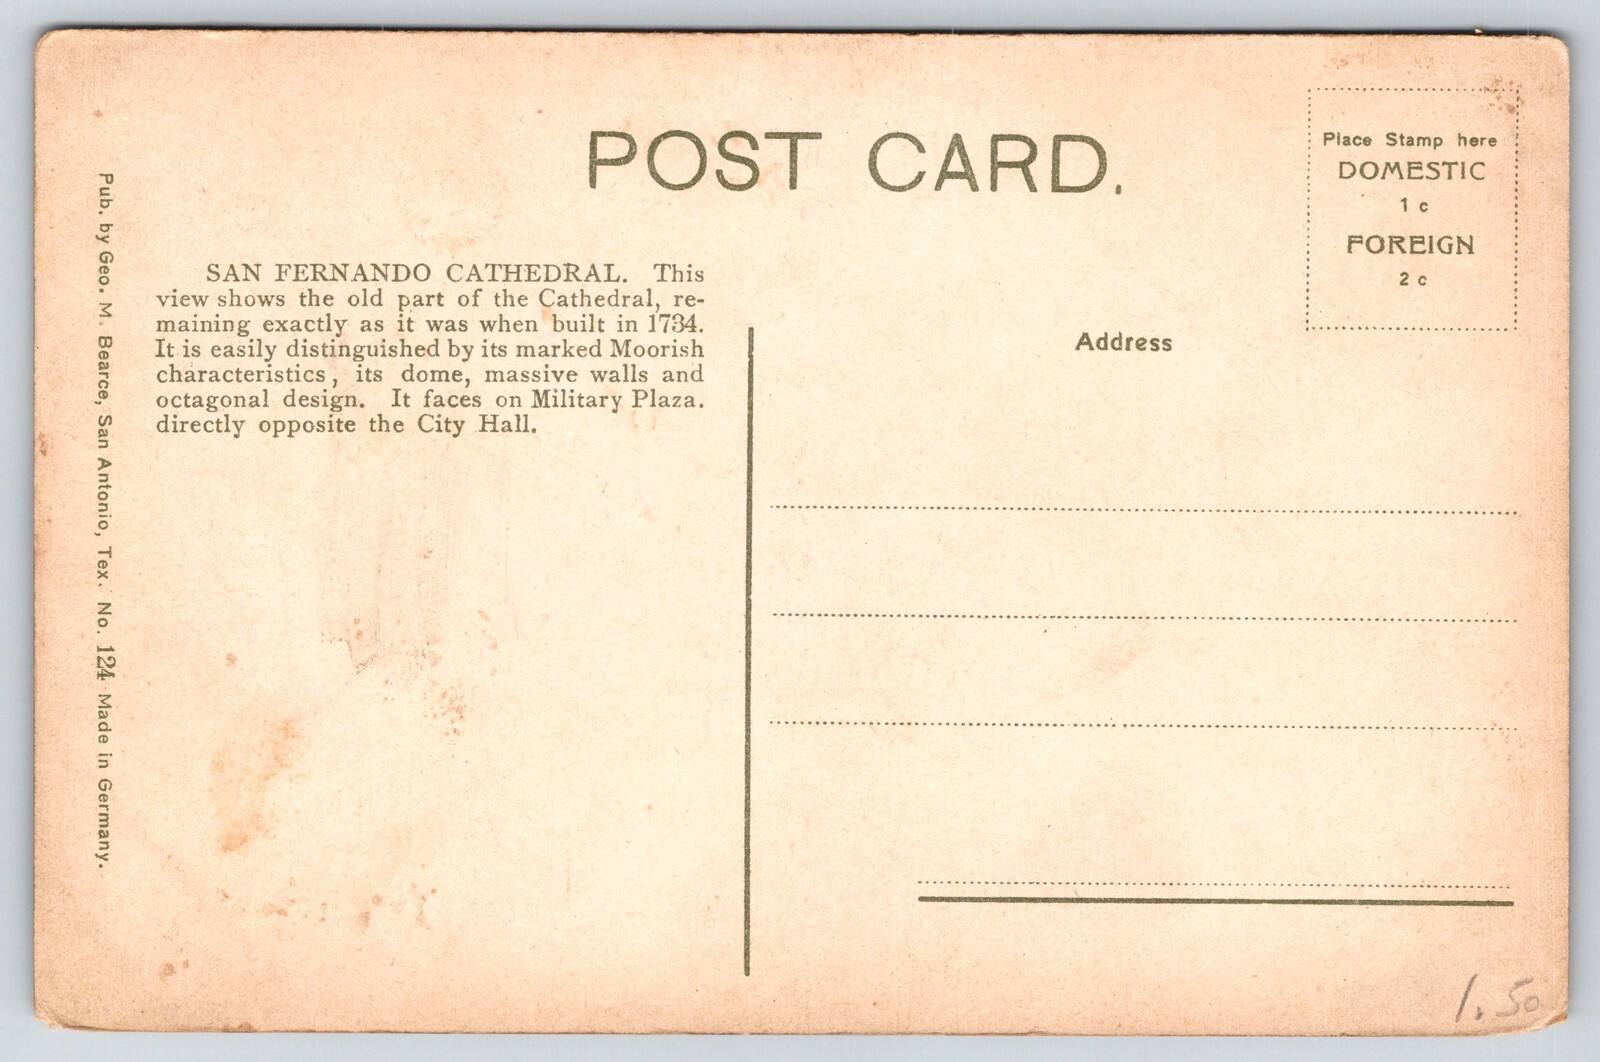 POST CARD.
Place Stamp here
DOMESTIC
1 c
FOREIGN
2 c
SAN FERNANDO CATHEDRAL. This
view shows the old part of the Cathedral, re-
maining exactly as it was when built in 1734.
It is easily distinguished by its marked Moorish
characteristics, its dome, massive walls and
octagonal design. It faces on Military Plaza.
directly opposite the City Hall.
Address
Pub. by Geo. M. Bearce, San Antonio, Tex. No. 124 Made in Germany.
1.50